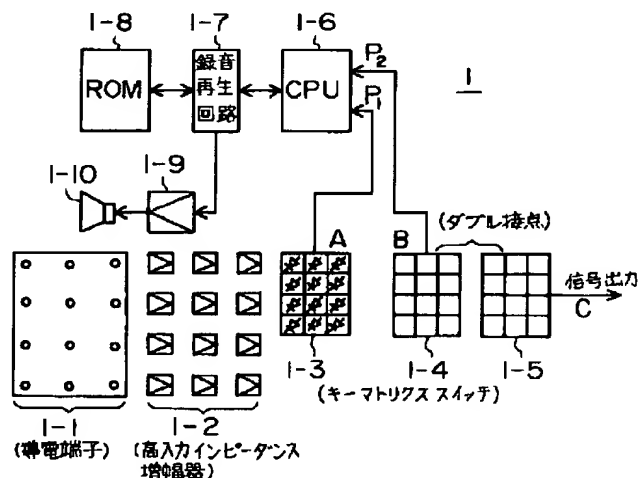 1-8
1-7
1-6
ROM
録音
再生
回路
CPU
P2
P1
1
1-10
1-9
A
B
(ダブル接点)
信号出力
C
1-3
1-4
1-5
(キーマトリクススイッチ)
1-1
(導電端子)
1-2
(高入力インピーダンス
増幅器)